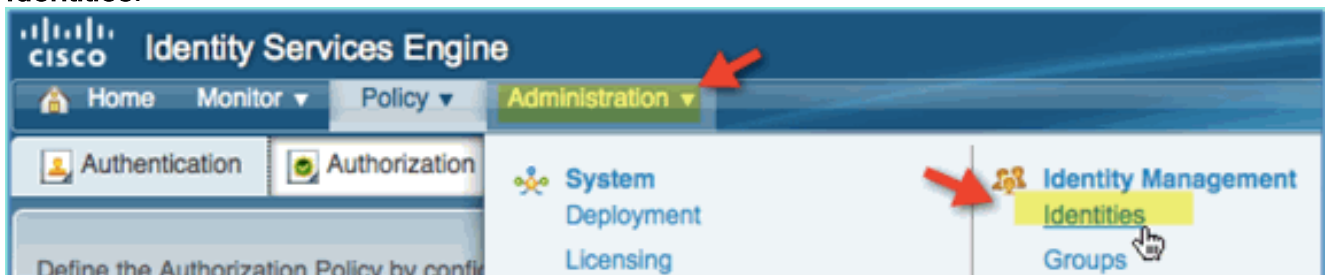 CISCO Identity Services Engine
Home Monitor ▼ Policy ▼ Administration ▼
Authentication Authorization
System Identity Management
Deployment Identities
Licensing Groups
Define the Authorization Policy by